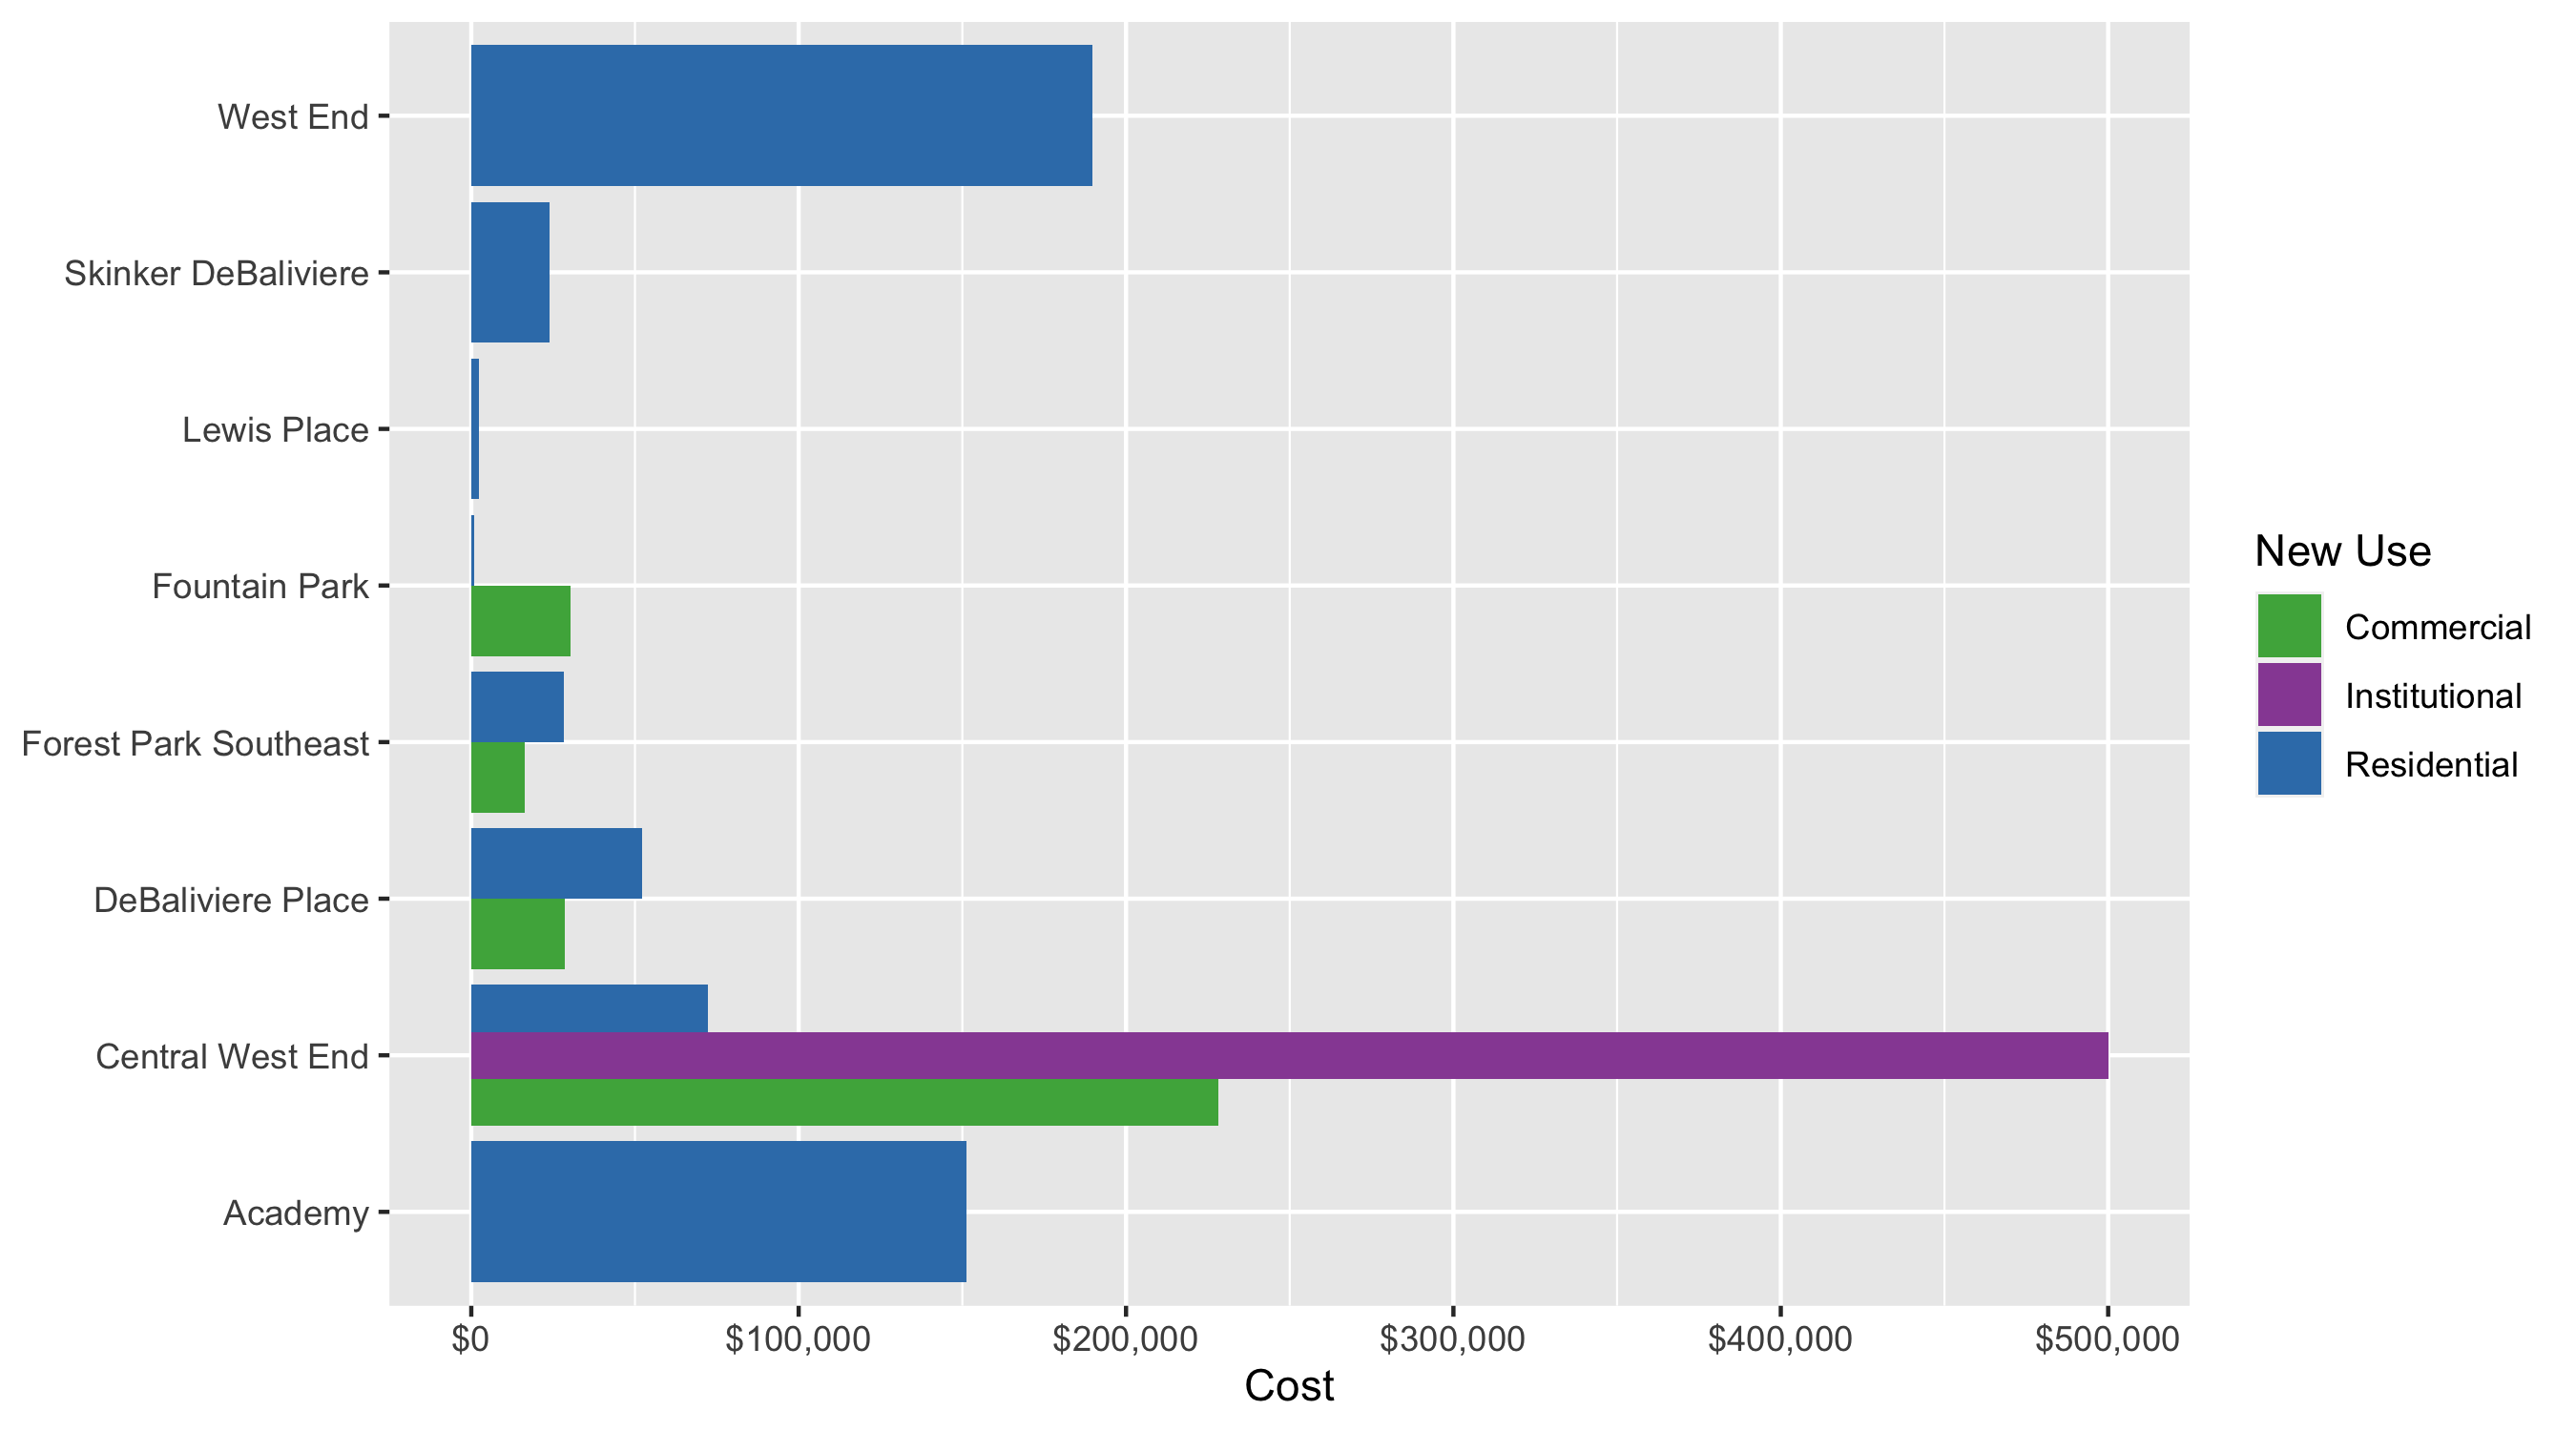 West End
Skinker DeBaliviere
Lewis Place
Fountain Park
Forest Park Southeast
DeBaliviere Place
Central West End
Academy
$0 $100,000 $200,000 $300,000 $400,000 $500,000
Cost
New Use
Commercial
Institutional
Residential